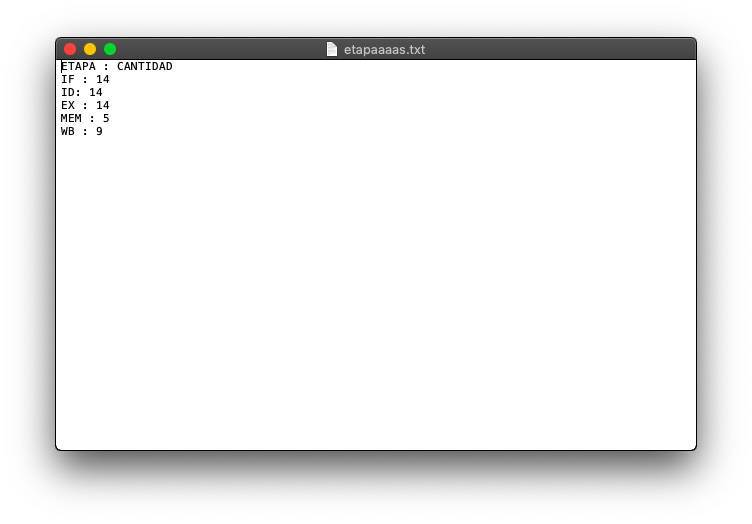 etapaaaas.txt
ETAPA : CANTIDAD
IF : 14
ID: 14
EX : 14
MEM : 5
WB : 9